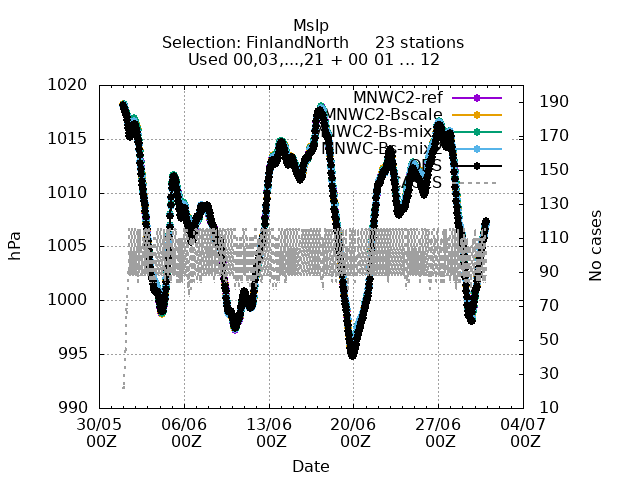 Mslp
Selection: FinlandNorth 23 stations
Used 00,03,...,21 + 00 01 ... 12
hPa
1020
1015
1010
1005
1000
995
990
MNWC2-ref
MNWC2-Bscale
190
170
150
130
110
90
70
50
30
10
No cases
30/05 06/06 13/06 20/06 27/06 04/07
00Z 00Z 00Z 00Z 00Z 00Z
Date